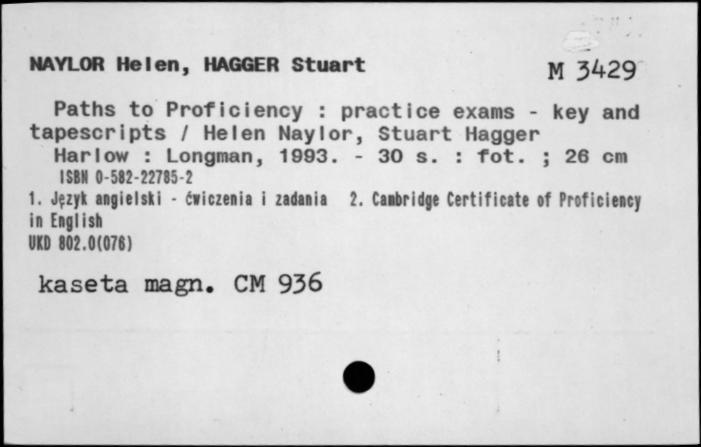 NAYLOR Helen, HAGGER Stuart
M 3429
Paths to Proficiency : practice exams - key and
tapescripts / Helen Naylor, Stuart Hagger
Harlow : Longman, 1993. - 30 s. : fot. ; 26 cm
ISBN 0-582-22785-2
1. Język angielski - ćwiczenia i zadania 2. Cambridge Certificate of Proficiency
in English
UKD 802.0(076)
kaseta magn. CM 936